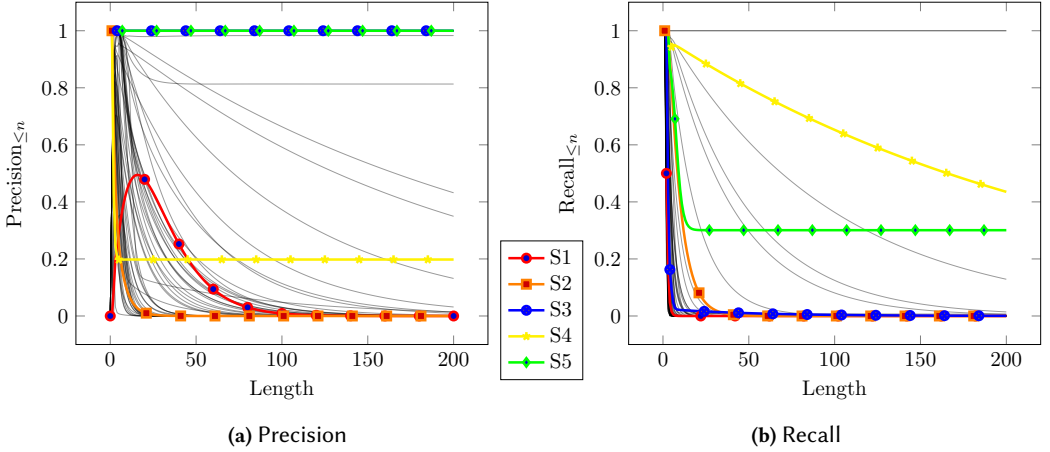 1
0.8
0.6
0.4
0.2
0
Precision≤n
0 50 100 150 200
Length
(a) Precision
S1
S2
S3
S4
S5
1
0.8
0.6
0.4
0.2
0
Recall≤n
0 50 100 150 200
Length
(b) Recall